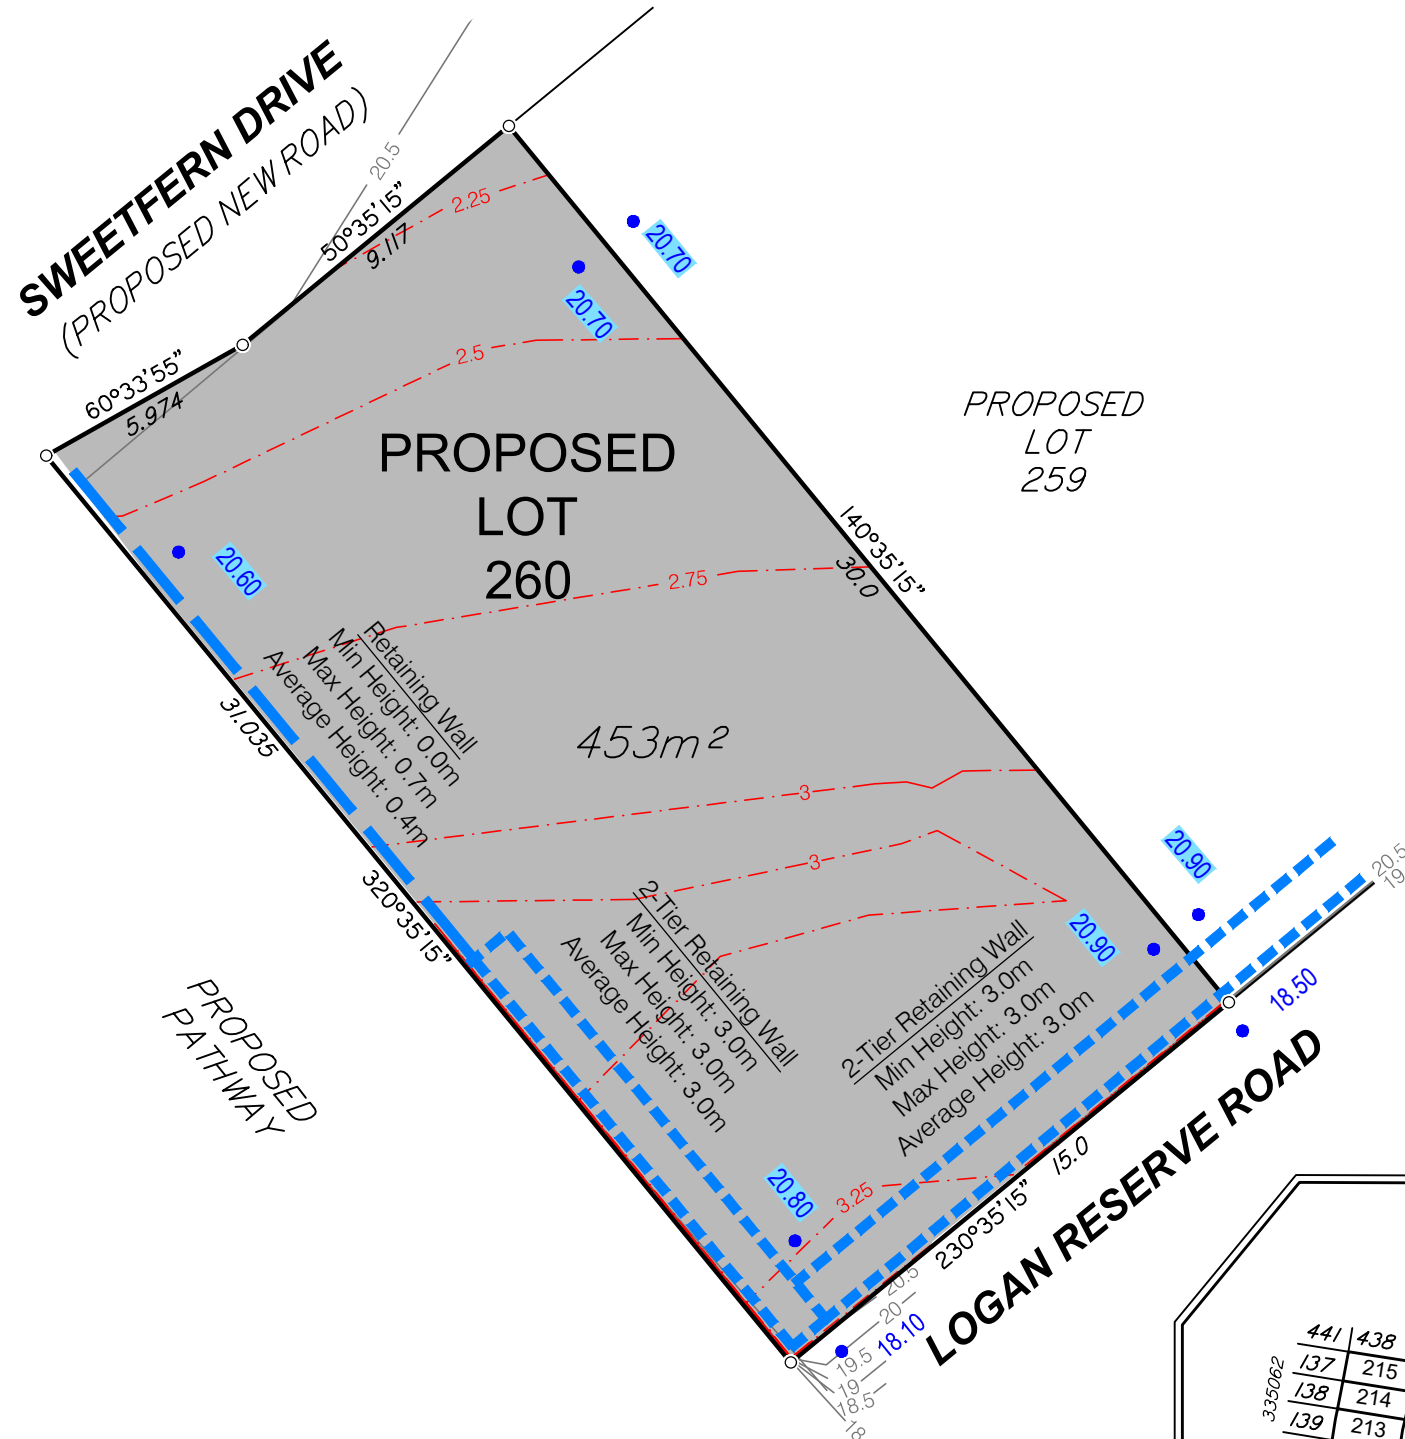 SWEETFERN DRIVE
(PROPOSED NEW ROAD)
20.5
50°35'15"
9.117
2.25
20.70
20.70
60°33'55"
5.974
2.5
PROPOSED
LOT
260
PROPOSED
LOT
259
140°35'15"
30.0
20.60
2.75
Retaining Wall
Min Height: 0.0m
Max Height: 0.7m
Average Height: 0.4m
31.035
453m²
3
3
320°35'15"
2-Tier Retaining Wall
Min Height: 3.0m
Max Height: 3.0m
Average Height: 3.0m
2-Tier Retaining Wall
Min Height: 3.0m
Max Height: 3.0m
Average Height: 3.0m
20.90
20.90
20.5
19
18.50
PROPOSED
PATHWAY
20.80
3.25
230°35'15"
15.0
LOGAN RESERVE ROAD
20.5
20
18.10
19.5
19
18.5
18
335062
441 438
137 215
138 214
139 213